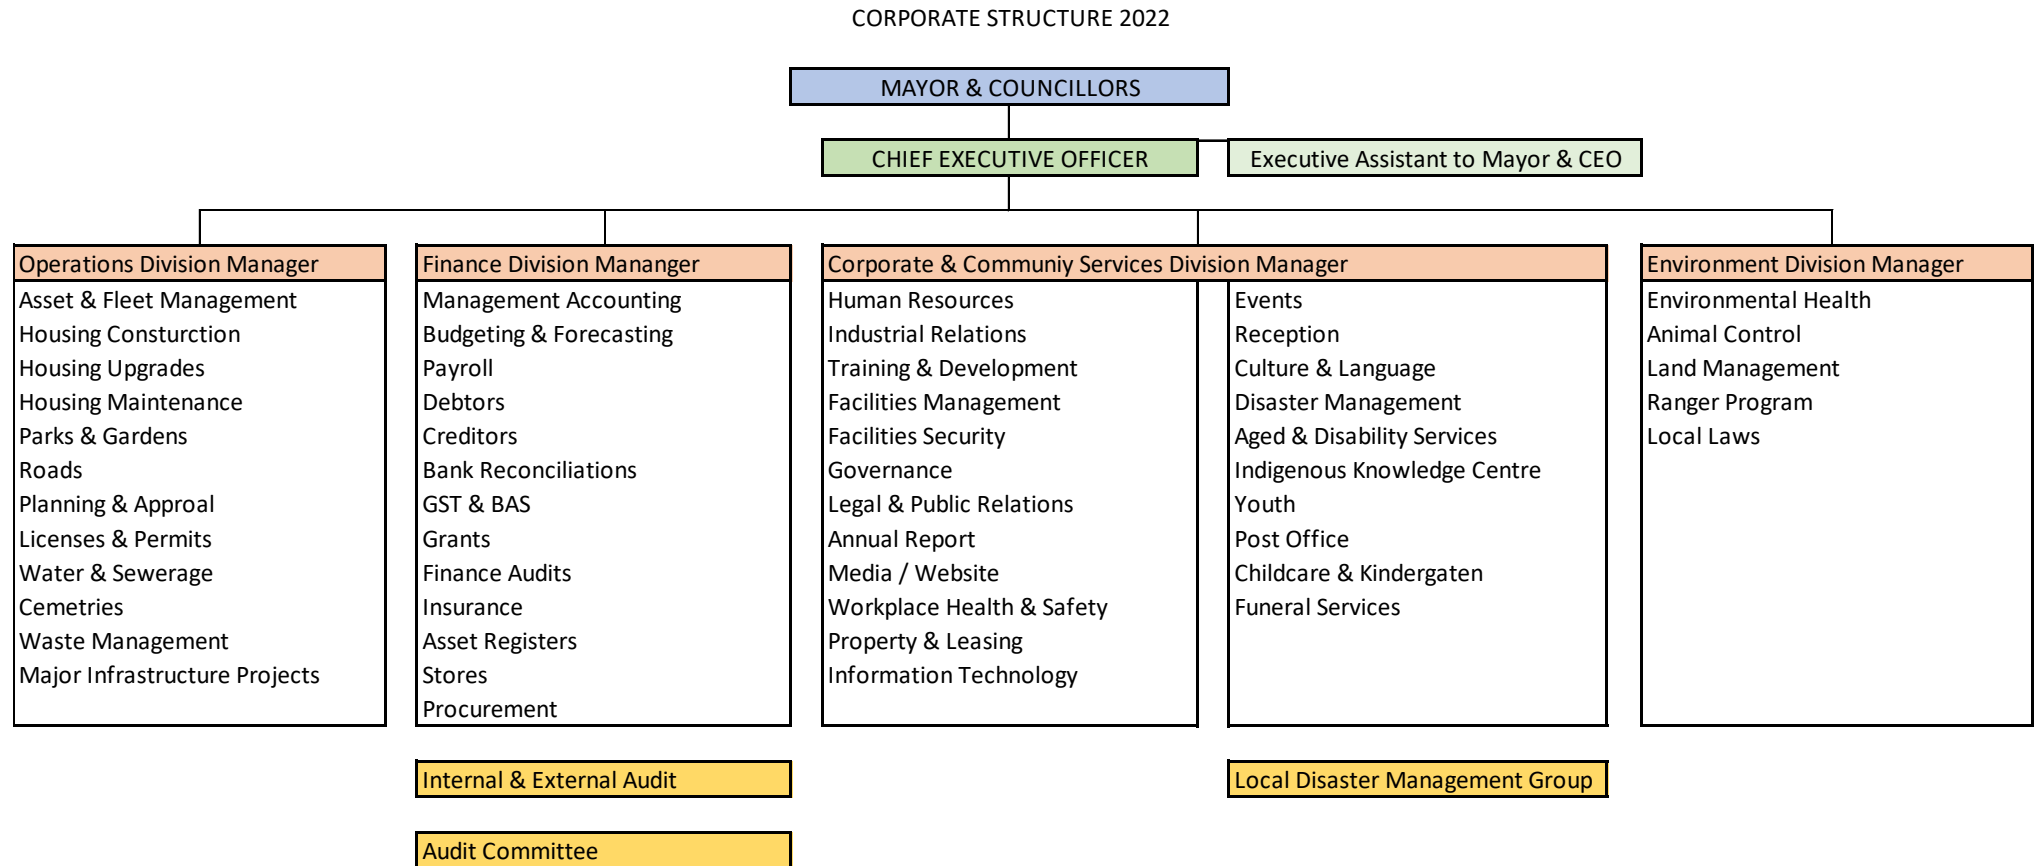 CORPORATE STRUCTURE 2022
MAYOR & COUNCILLORS
CHIEF EXECUTIVE OFFICER
Executive Assistant to Mayor & CEO
Operations Division Manager
Asset & Fleet Management
Housing Consturction
Housing Upgrades
Housing Maintenance
Parks & Gardens
Roads
Planning & Approal
Licenses & Permits
Water & Sewerage
Cemetries
Waste Management
Major Infrastructure Projects
Finance Division Mananger
Management Accounting
Budgeting & Forecasting
Payroll
Debtors
Creditors
Bank Reconciliations
GST & BAS
Grants
Finance Audits
Insurance
Asset Registers
Stores
Procurement
Internal & External Audit
Audit Committee
Corporate & Communiy Services Division Manager
Human Resources
Industrial Relations
Training & Development
Facilities Management
Facilities Security
Governance
Legal & Public Relations
Annual Report
Media / Website
Workplace Health & Safety
Property & Leasing
Information Technology
Events
Reception
Culture & Language
Disaster Management
Aged & Disability Services
Indigenous Knowledge Centre
Youth
Post Office
Childcare & Kindergaten
Funeral Services
Local Disaster Management Group
Environment Division Manager
Environmental Health
Animal Control
Land Management
Ranger Program
Local Laws